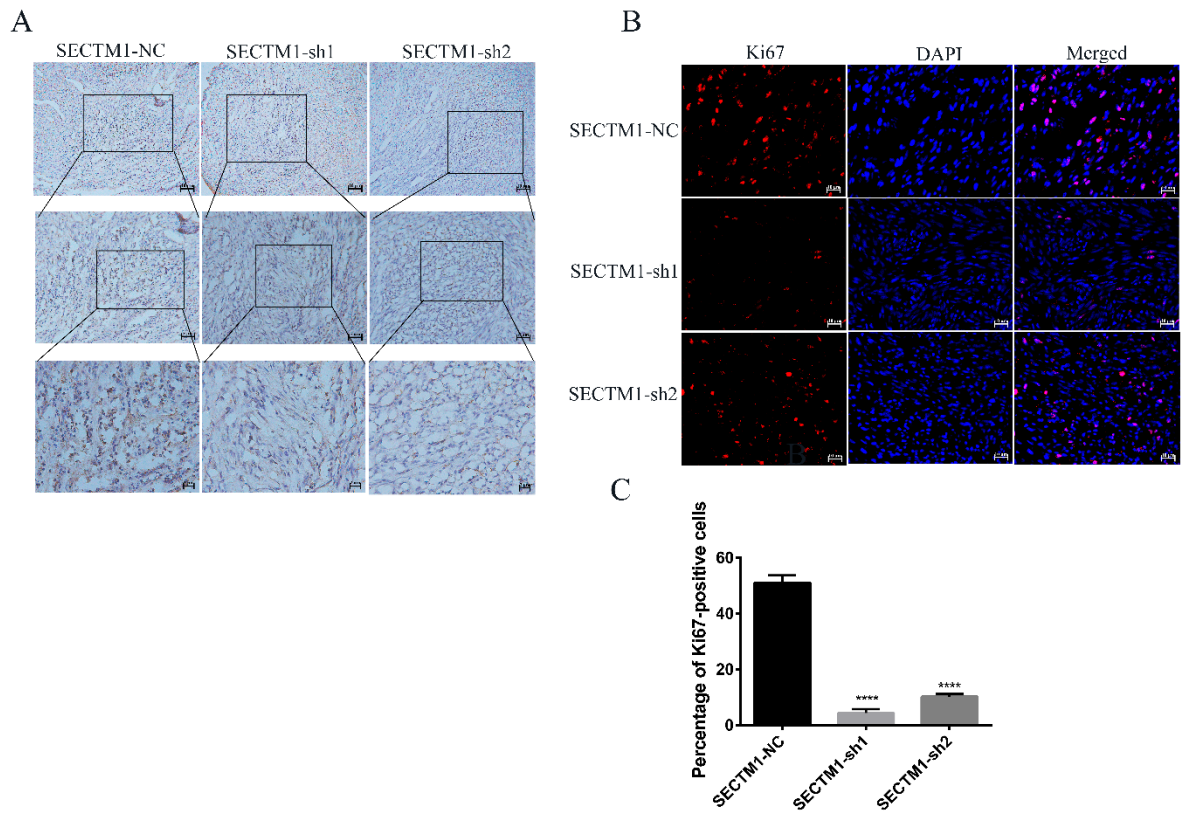 A
SECTM1-NC SECTM1-sh1 SECTM1-sh2
B
Ki67 DAPI Merged
SECTM1-NC
SECTM1-sh1
SECTM1-sh2
B
C
Percentage of Ki67-positive cells
60
40
20
0
****
****
SECTM1-NC
SECTM1-sh1
SECTM1-sh2